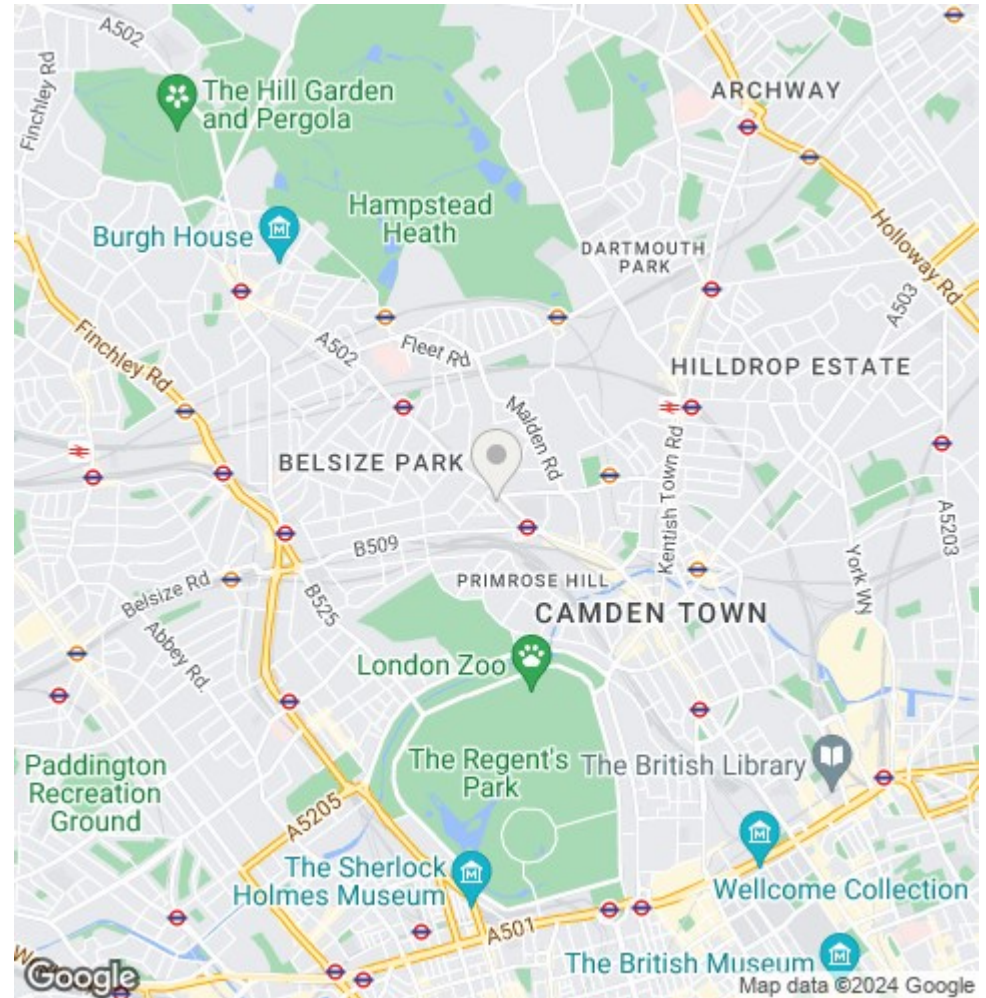 A502
Finchley Rd
The Hill Garden
and Pergola
ARCHWAY
Hampstead
Heath
Burgh House
DARTMOUTH
PARK
Holloway Rd
A503
A502
Fleet Rd
Finchley Rd
HILLDROP ESTATE
Malden Rd
BELSIZE PARK
Kentish Town Rd
A5203
B509
York Wy
Belsize Rd
PRIMROSE HILL
B525
Abbey Rd.
CAMDEN TOWN
London Zoo
The Regent's
Park
The British Library
Paddington
Recreation
Ground
A5205
The Sherlock
Holmes Museum
Wellcome Collection
A501
The British Museum
Google
Map data ©2024 Google